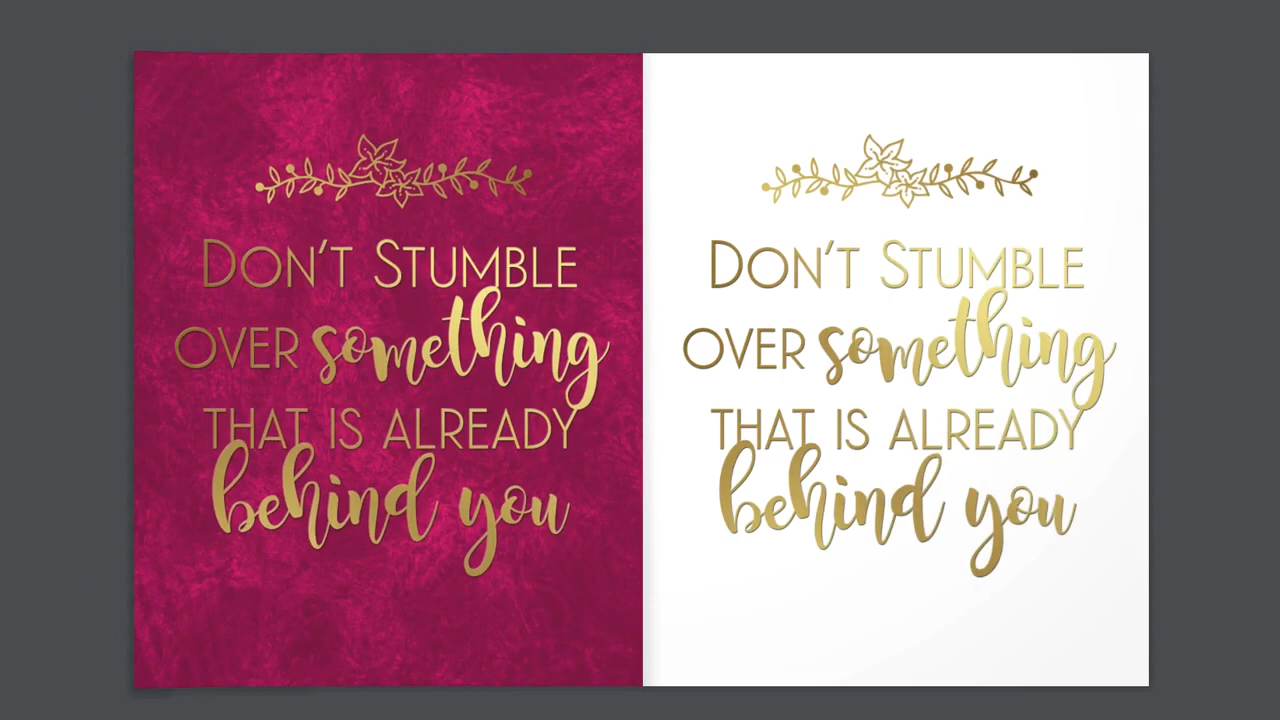 Don't Stumble
over something
that is already
behind you
Don't Stumble
over something
that is already
behind you